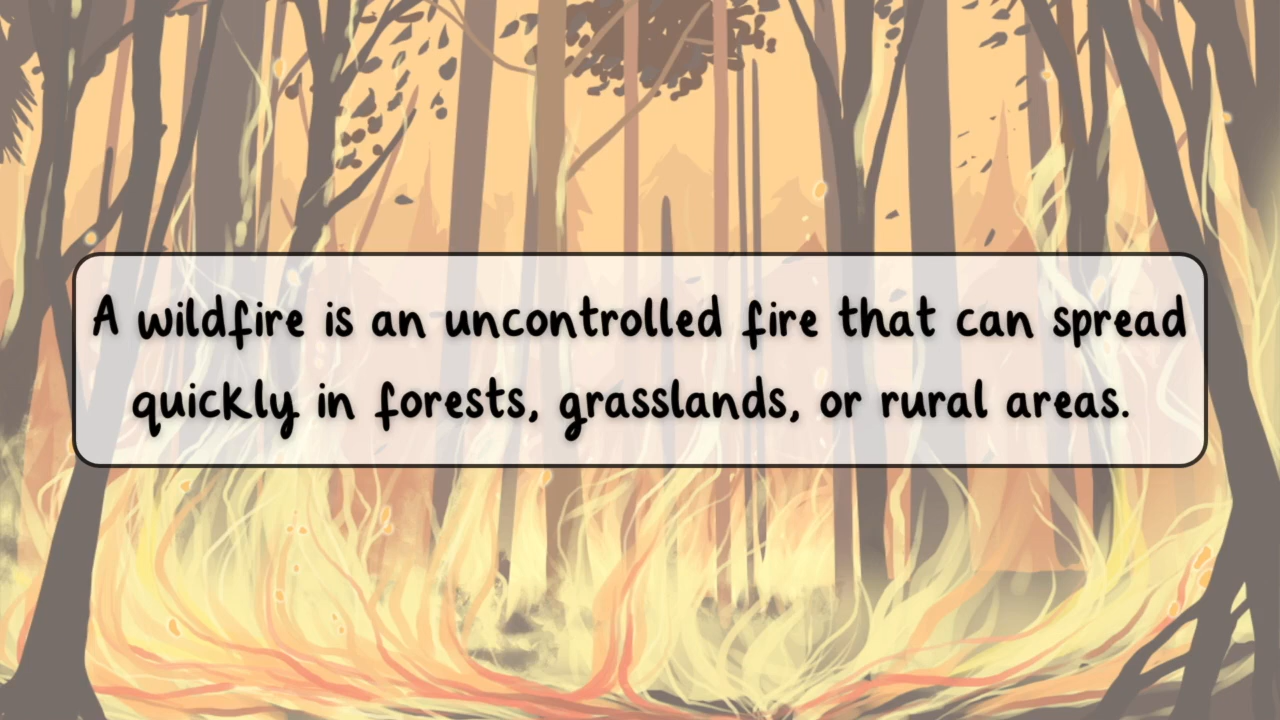 A wildfire is an uncontrolled fire that can spread
quickly in forests, grasslands, or rural areas.